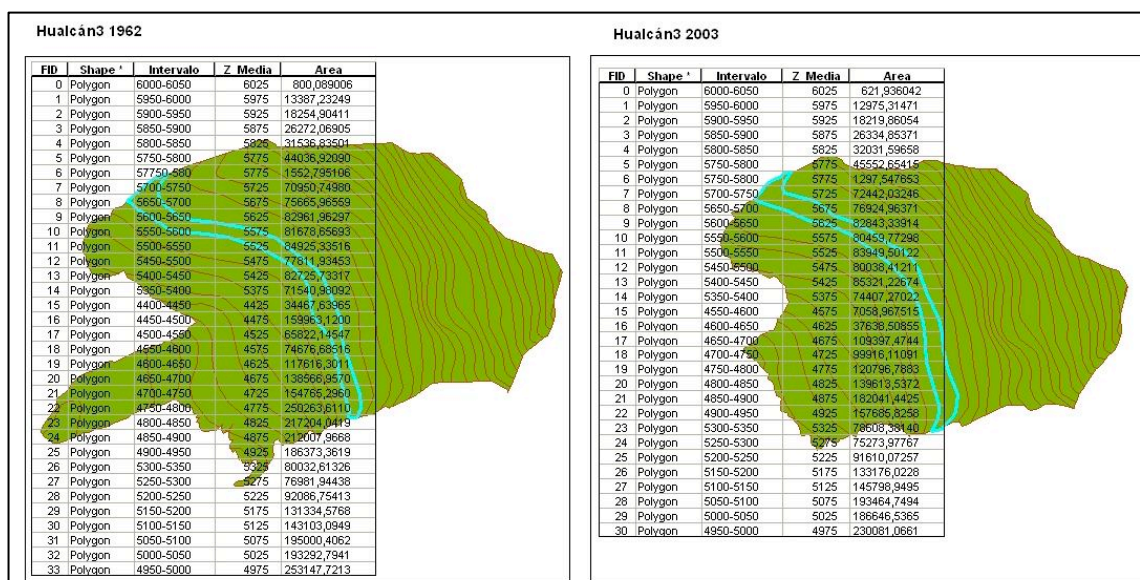 Hualcán3 1962
FID Shape * Intervalo Z_Media Area
0 Polygon 6000-6050 6025 800,089006
1 Polygon 5950-6000 5975 13387,23249
2 Polygon 5900-5950 5925 18254,90411
3 Polygon 5850-5900 5875 26272,06905
4 Polygon 5800-5850 5825 31536,83501
5 Polygon 5750-5800 5775 44036,92090
6 Polygon 57750-580 5775 1552,795106
7 Polygon 5700-5750 5725 70950,74980
8 Polygon 5650-5700 5675 75665,96559
9 Polygon 5600-5650 5625 82961,96297
10 Polygon 5550-5600 5575 81678,65693
11 Polygon 5500-5550 5525 84925,33516
12 Polygon 5450-5500 5475 77811,93453
13 Polygon 5400-5450 5425 82725,73317
14 Polygon 5350-5400 5375 71540,98092
15 Polygon 4400-4450 4425 34467,63965
16 Polygon 4450-4500 4475 159963,1200
17 Polygon 4500-4550 4525 65822,14547
18 Polygon 4550-4600 4575 74676,68516
19 Polygon 4600-4650 4625 117616,3011
20 Polygon 4650-4700 4675 138566,9570
21 Polygon 4700-4750 4725 154765,2960
22 Polygon 4750-4800 4775 250263,6110
23 Polygon 4800-4850 4825 217204,0419
24 Polygon 4850-4900 4875 212007,9668
25 Polygon 4900-4950 4925 186373,3619
26 Polygon 5300-5350 5325 80032,61326
27 Polygon 5250-5300 5275 76981,94438
28 Polygon 5200-5250 5225 92086,75413
29 Polygon 5150-5200 5175 131334,5768
30 Polygon 5100-5150 5125 143103,0949
31 Polygon 5050-5100 5075 195000,4062
32 Polygon 5000-5050 5025 193292,7941
33 Polygon 4950-5000 4975 253147,7213
Hualcán3 2003
FID Shape * Intervalo Z_Media Area
0 Polygon 6000-6050 6025 621,936042
1 Polygon 5950-6000 5975 12975,31471
2 Polygon 5900-5950 5925 18219,86054
3 Polygon 5850-5900 5875 26334,85371
4 Polygon 5800-5850 5825 32031,59658
5 Polygon 5750-5800 5775 45552,65415
6 Polygon 5750-5800 5775 1297,547653
7 Polygon 5700-5750 5725 72442,03246
8 Polygon 5650-5700 5675 76924,96371
9 Polygon 5600-5650 5625 82843,33914
10 Polygon 5550-5600 5575 80459,77298
11 Polygon 5500-5550 5525 83949,50122
12 Polygon 5450-5500 5475 80038,41211
13 Polygon 5400-5450 5425 85321,22674
14 Polygon 5350-5400 5375 74407,27022
15 Polygon 4550-4600 4575 7058,967515
16 Polygon 4600-4650 4625 37638,50855
17 Polygon 4650-4700 4675 109397,4744
18 Polygon 4700-4750 4725 99916,11091
19 Polygon 4750-4800 4775 120796,7883
20 Polygon 4800-4850 4825 139613,5372
21 Polygon 4850-4900 4875 182041,4425
22 Polygon 4900-4950 4925 157685,8258
23 Polygon 5300-5350 5325 78608,38140
24 Polygon 5250-5300 5275 75273,97767
25 Polygon 5200-5250 5225 91610,07257
26 Polygon 5150-5200 5175 133176,0228
27 Polygon 5100-5150 5125 145798,9495
28 Polygon 5050-5100 5075 193464,7494
29 Polygon 5000-5050 5025 186646,5365
30 Polygon 4950-5000 4975 230081,0661